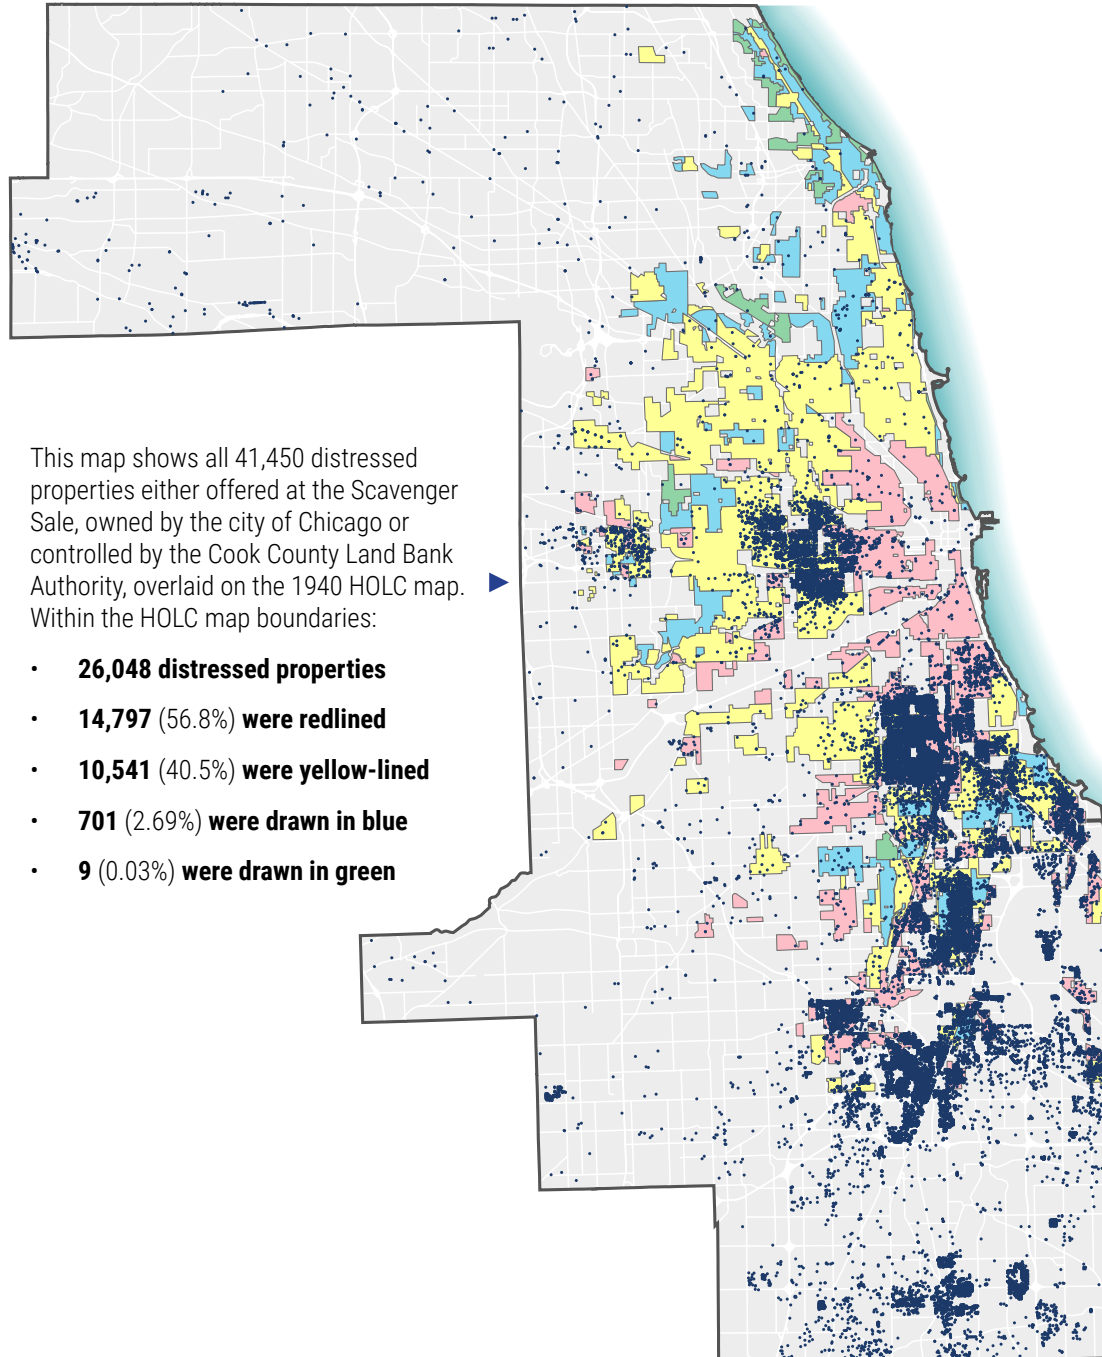 This map shows all 41,450 distressed
properties either offered at the Scavenger
Sale, owned by the city of Chicago or
controlled by the Cook County Land Bank
Authority, overlaid on the 1940 HOLC map.
Within the HOLC map boundaries:
• 26,048 distressed properties
• 14,797 (56.8%) were redlined
• 10,541 (40.5%) were yellow-lined
• 701 (2.69%) were drawn in blue
• 9 (0.03%) were drawn in green